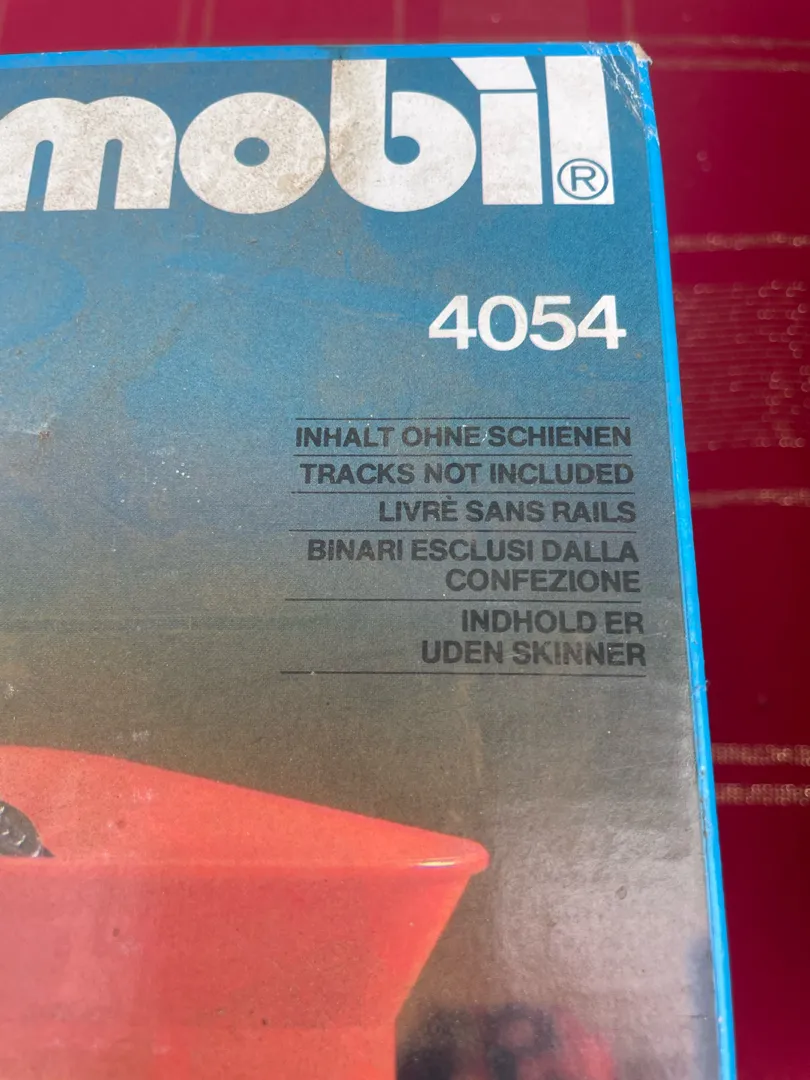 mobil®
4054
INHALT OHNE SCHIENEN
TRACKS NOT INCLUDED
LIVRÈ SANS RAILS
BINARI ESCLUSI DALLA
CONFEZIONE
INDHOLD ER
UDEN SKINNER